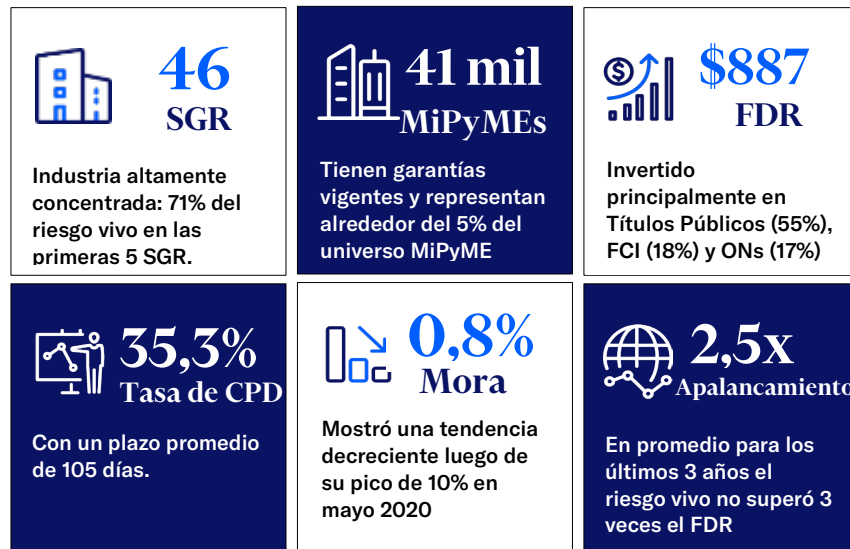 46
SGR
Industria altamente
concentrada: 71% del
riesgo vivo en las
primeras 5 SGR.
41 mil
MiPyMEs
Tienen garantías
vigentes y representan
alrededor del 5% del
universo MiPyME
$
$887
FDR
Invertido
principalmente en
Títulos Públicos (55%),
FCI (18%) y ONs (17%)
35,3%
Tasa de CPD
Con un plazo promedio
de 105 días.
0,8%
Mora
Mostró una tendencia
decreciente luego de
su pico de 10% en
mayo 2020
2,5x
Apalancamiento
En promedio para los
últimos 3 años el
riesgo vivo no superó 3
veces el FDR